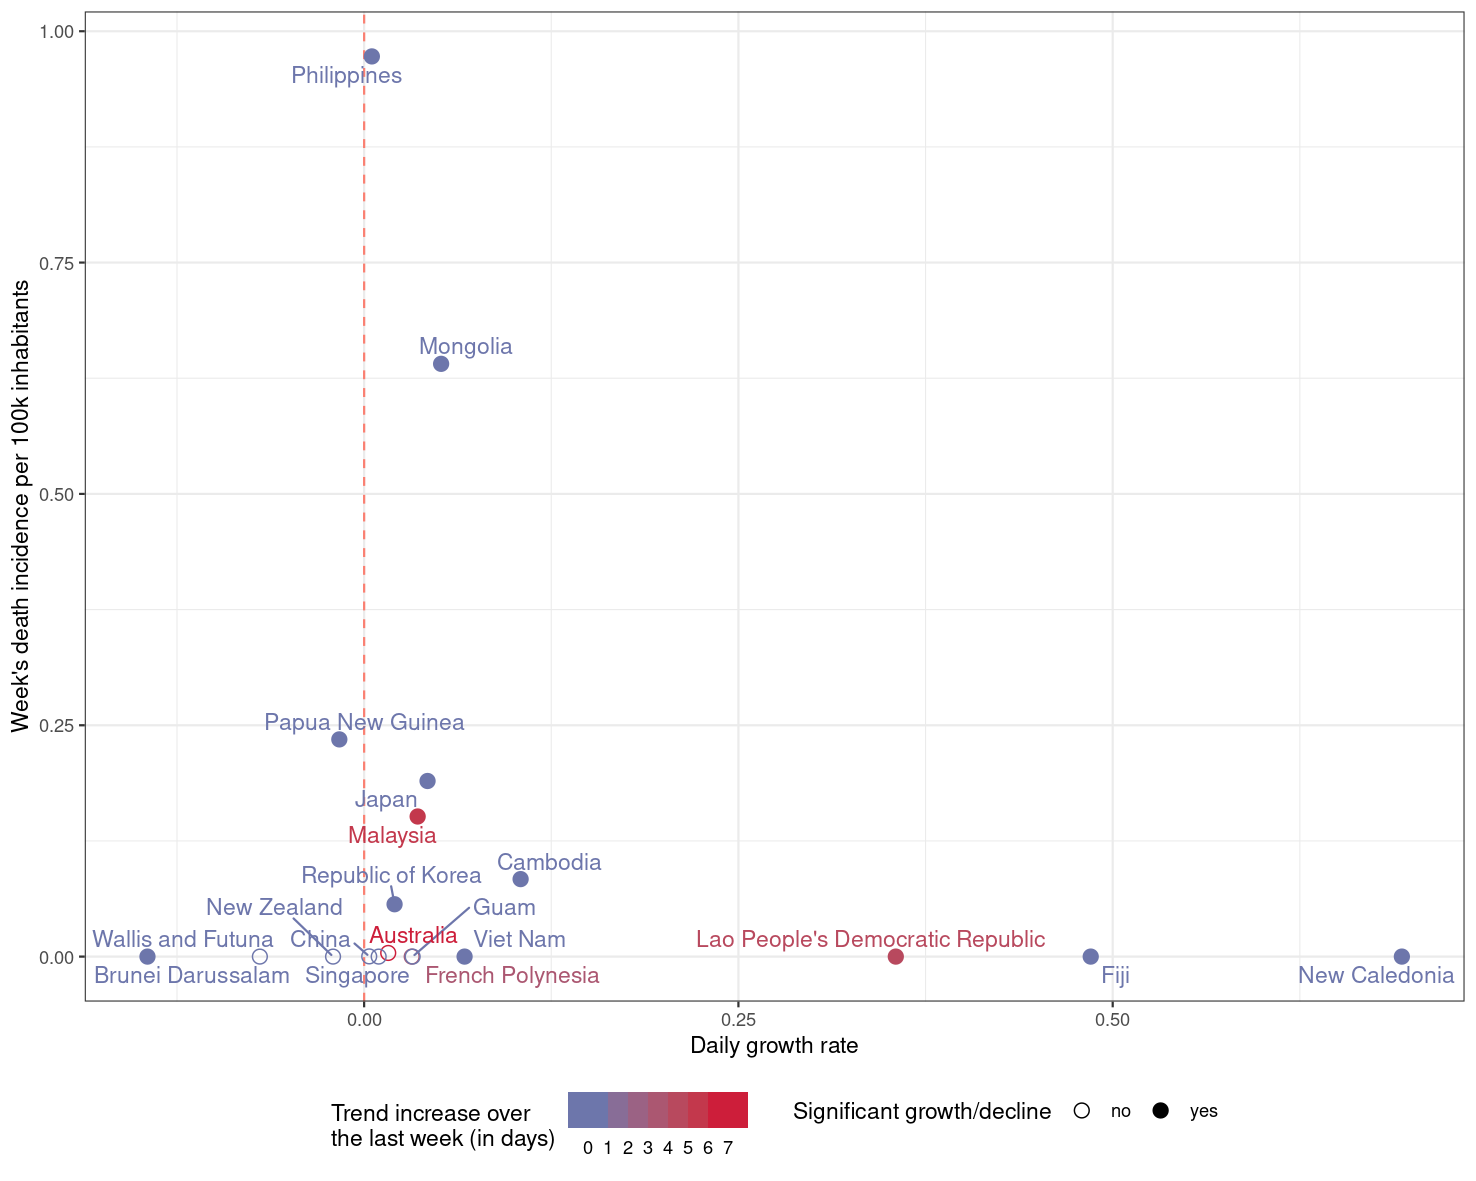 1.00
Philippines
0.75
Mongolia
0.50
Week's death incidence per 100k inhabitants
0.25
Papua New Guinea
Japan
Malaysia
Cambodia
Republic of Korea
New Zealand
Guam
Wallis and Futuna
China
Australia
Viet Nam
Lao People's Democratic Republic
0.00
Brunei Darussalam
Singapore
French Polynesia
Fiji
New Caledonia
0.00 0.25 0.50
Daily growth rate
Trend increase over
the last week (in days)
0 1 2 3 4 5 6 7
Significant growth/decline
no
yes